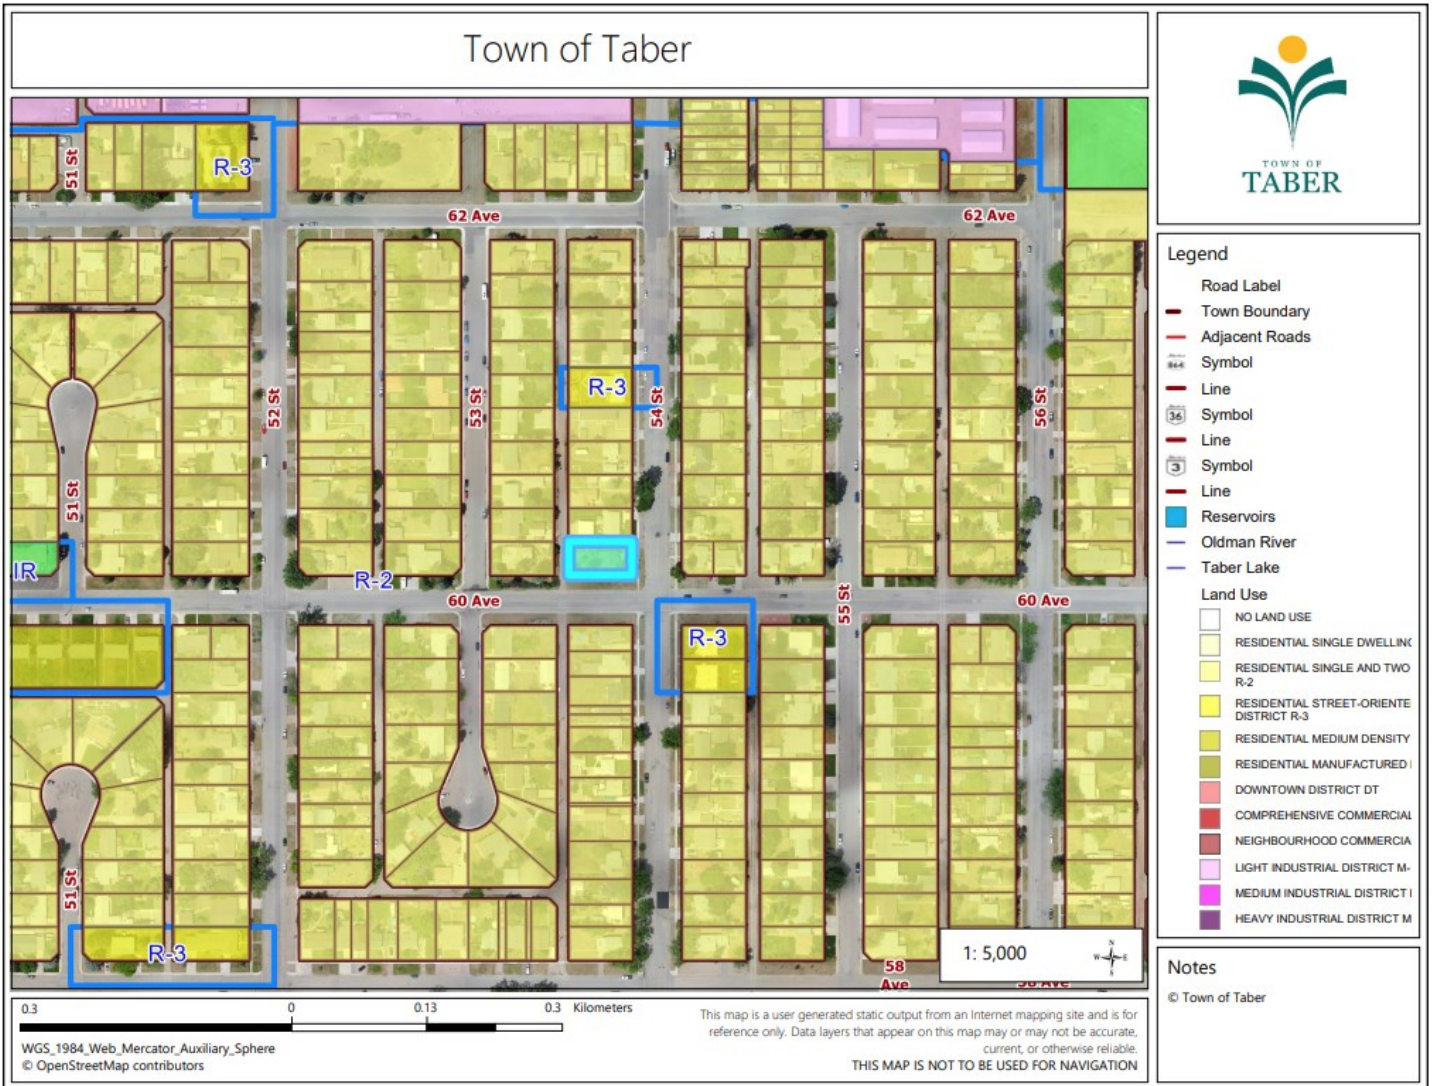 Town of Taber
TOWN OF
TABER
51 St
R-3
62 Ave
62 Ave
R-3
52 St
53 St
54 St
56 St
51 St
IR
R-2
60 Ave
55 St
60 Ave
R-3
51 St
R-3
58
Ave
1: 5,000
N
W
E
S
Legend
Road Label
Town Boundary
Adjacent Roads
Symbol
Line
36
Symbol
Line
3
Symbol
Line
Reservoirs
Oldman River
Taber Lake
Land Use
NO LAND USE
RESIDENTIAL SINGLE DWELLING
RESIDENTIAL SINGLE AND TWO
R-2
RESIDENTIAL STREET-ORIENTE
DISTRICT R-3
RESIDENTIAL MEDIUM DENSITY
RESIDENTIAL MANUFACTURED
DOWNTOWN DISTRICT DT
COMPREHENSIVE COMMERCIAL
NEIGHBOURHOOD COMMERCIA
LIGHT INDUSTRIAL DISTRICT M-
MEDIUM INDUSTRIAL DISTRICT
HEAVY INDUSTRIAL DISTRICT M
Notes
© Town of Taber
0.3 0 0.13 0.3 Kilometers
WGS_1984_Web_Mercator_Auxiliary_Sphere
© OpenStreetMap contributors
This map is a user generated static output from an Internet mapping site and is for
reference only. Data layers that appear on this map may or may not be accurate,
current, or otherwise reliable.
THIS MAP IS NOT TO BE USED FOR NAVIGATION